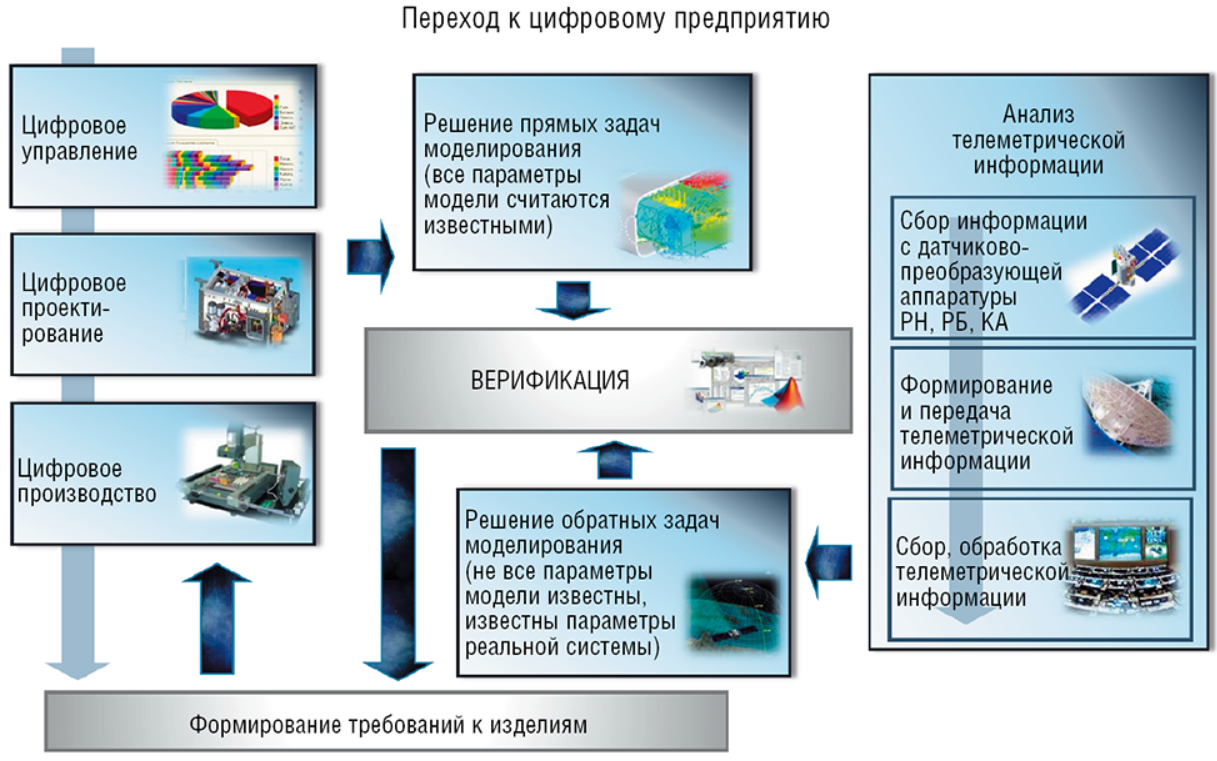 Переход к цифровому предприятию
Цифровое
управление
Цифровое
проекти-
рование
Цифровое
производство
Решение прямых задач
моделирования
(все параметры
модели считаются
известными)
ВЕРИФИКАЦИЯ
Решение обратных задач
моделирования
(не все параметры
модели известны,
известны параметры
реальной системы)
Формирование требований к изделиям
Анализ
телеметрической
информации
Сбор информации
с датчиково-
преобразующей
аппаратуры
РН, РБ, КА
Формирование
и передача
телеметрической
информации
Сбор, обработка
телеметрической
информации